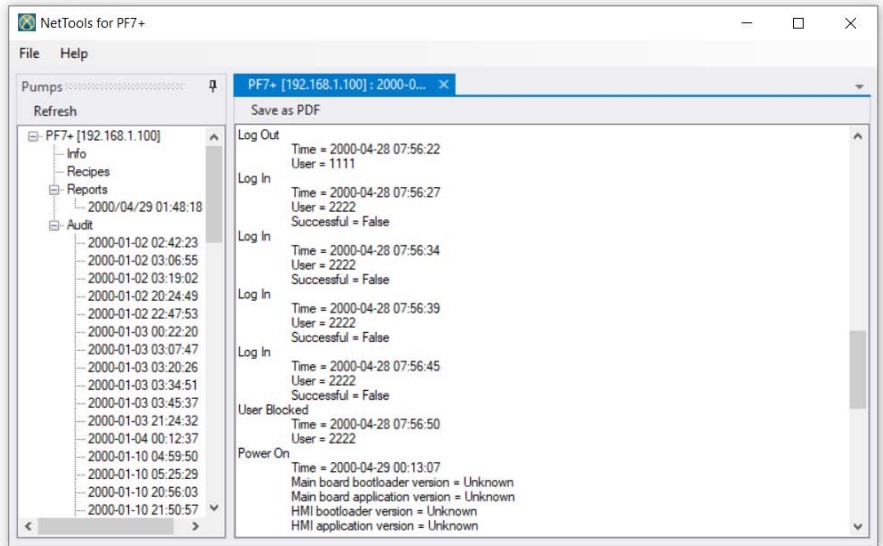 NetTools for PF7+
File Help
Pumps
Refresh
PF7+ [192.168.1.100]
Info
Recipes
Reports
2000/04/29 01:48:18
Audit
2000-01-02 02:42:23
2000-01-02 03:06:55
2000-01-02 03:19:02
2000-01-02 20:24:49
2000-01-02 22:47:53
2000-01-03 00:22:20
2000-01-03 03:07:47
2000-01-03 03:20:26
2000-01-03 03:34:51
2000-01-03 03:45:37
2000-01-03 21:24:32
2000-01-04 00:12:37
2000-01-10 04:59:50
2000-01-10 05:25:29
2000-01-10 20:56:03
2000-01-10 21:50:57
PF7+ [192.168.1.100] : 2000-0...
Save as PDF
Log Out
Time = 2000-04-28 07:56:22
User = 1111
Log In
Time = 2000-04-28 07:56:27
User = 2222
Successful = False
Log In
Time = 2000-04-28 07:56:34
User = 2222
Successful = False
Log In
Time = 2000-04-28 07:56:39
User = 2222
Successful = False
Log In
Time = 2000-04-28 07:56:45
User = 2222
Successful = False
User Blocked
Time = 2000-04-28 07:56:50
User = 2222
Power On
Time = 2000-04-29 00:13:07
Main board bootloader version = Unknown
Main board application version = Unknown
HMI bootloader version = Unknown
HMI application version = Unknown